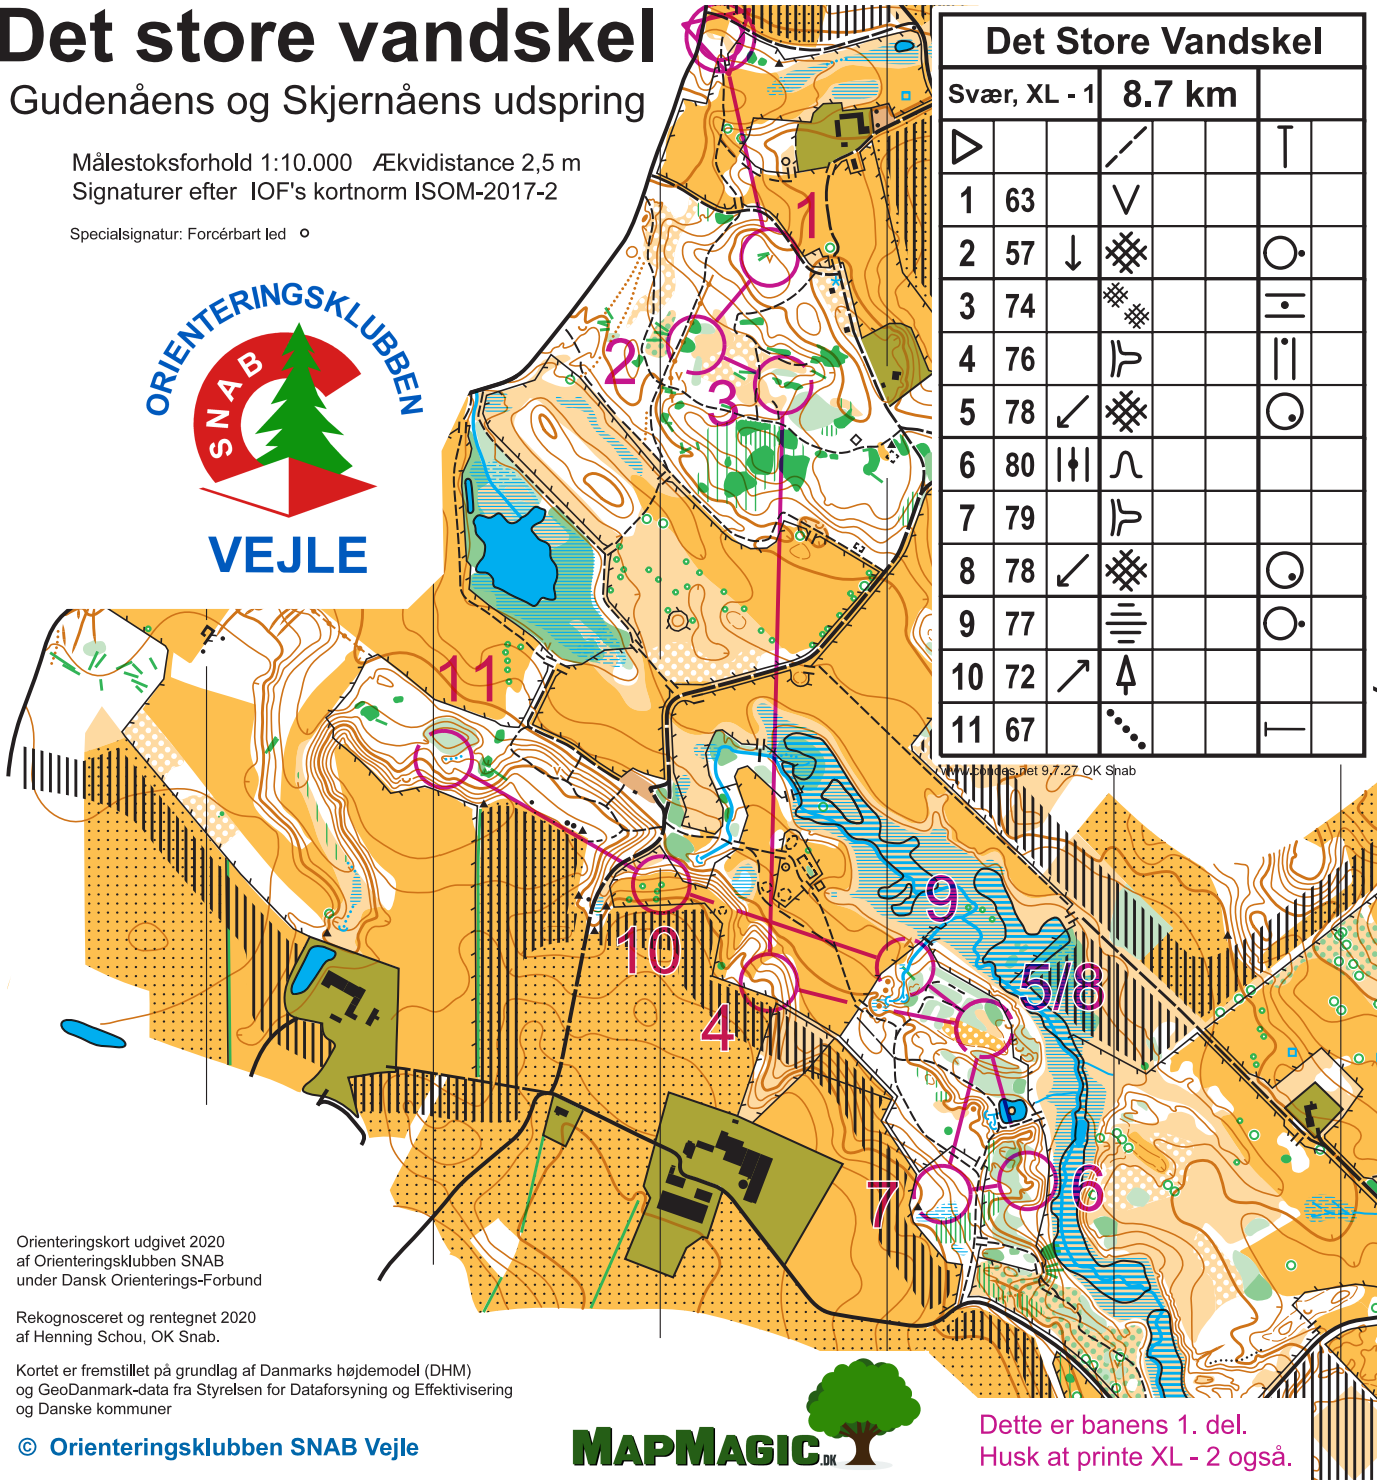 Det store vandskel
Gudenåens og Skjernåens udspring
Målestoksforhold 1:10.000 Ækvidistance 2,5 m
Signaturer efter IOF's kortnorm ISOM-2017-2
Specialsignatur: Forcérbart led
ORIENTERINGSKLUBBEN
SNAB
VEJLE
Det Store Vandskel
Svær, XL - 1 8.7 km
1 63
2 57
3 74
4 76
5 78
6 80
7 79
8 78
9 77
10 72
11 67
www.condes.net 9.7.27 OK Snab
1
2
3
11
9
10
5/8
4
7
6
Orienteringskort udgivet 2020
af Orienteringsklubben SNAB
under Dansk Orienterings-Forbund
Rekognosceret og rentegnet 2020
af Henning Schou, OK Snab.
Kortet er fremstillet på grundlag af Danmarks højdemodel (DHM)
og GeoDanmark-data fra Styrelsen for Dataforsyning og Effektivisering
og Danske kommuner
© Orienteringsklubben SNAB Vejle
MAPMAGIC.DK
Dette er banens 1. del.
Husk at printe XL - 2 også.